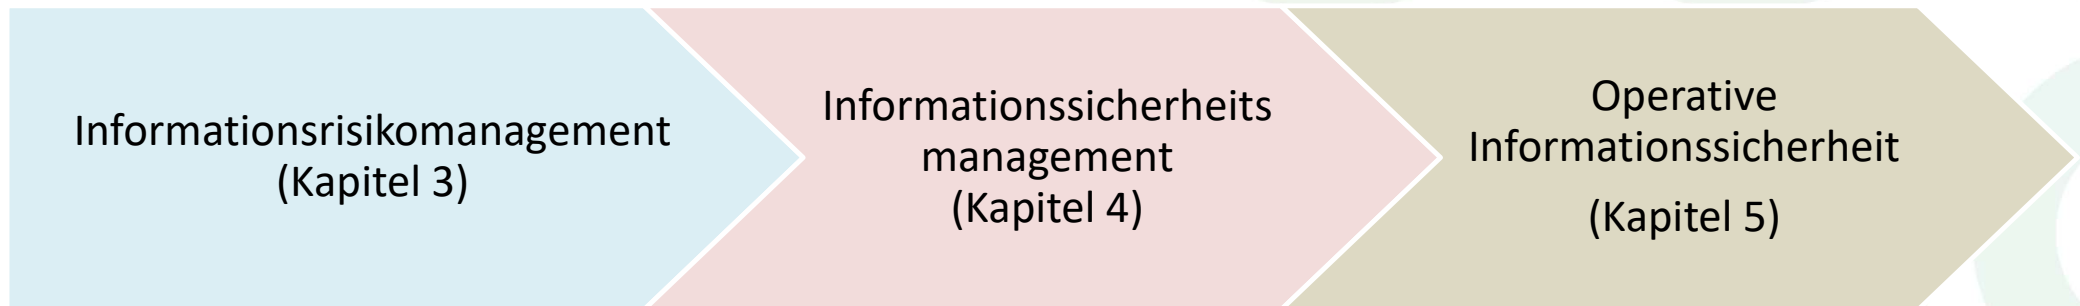 Informationsrisikomanagement
(Kapitel 3)
Informationssicherheits
management
(Kapitel 4)
Operative
Informationssicherheit
(Kapitel 5)